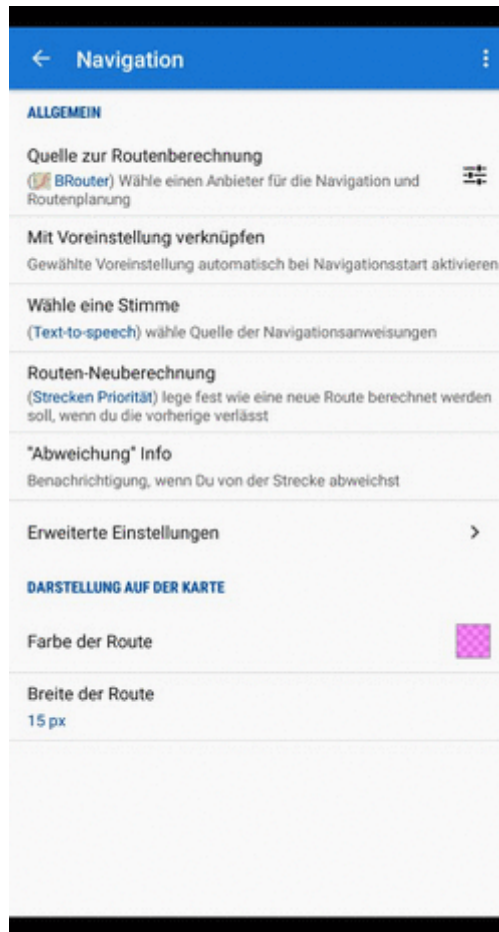 Navigation
ALLGEMEIN
Quelle zur Routenberechnung
(BRouter) Wähle einen Anbieter für die Navigation und
Routenplanung
Mit Voreinstellung verknüpfen
Gewählte Voreinstellung automatisch bei Navigationsstart aktivieren
Wähle eine Stimme
(Text-to-speech) wähle Quelle der Navigationsanweisungen
Routen-Neuberechnung
(Strecken Priorität) lege fest wie eine neue Route berechnet werden
soll, wenn du die vorherige verlässt
"Abweichung" Info
Benachrichtigung, wenn Du von der Strecke abweichst
Erweiterte Einstellungen
DARSTELLUNG AUF DER KARTE
Farbe der Route
Breite der Route
15 px